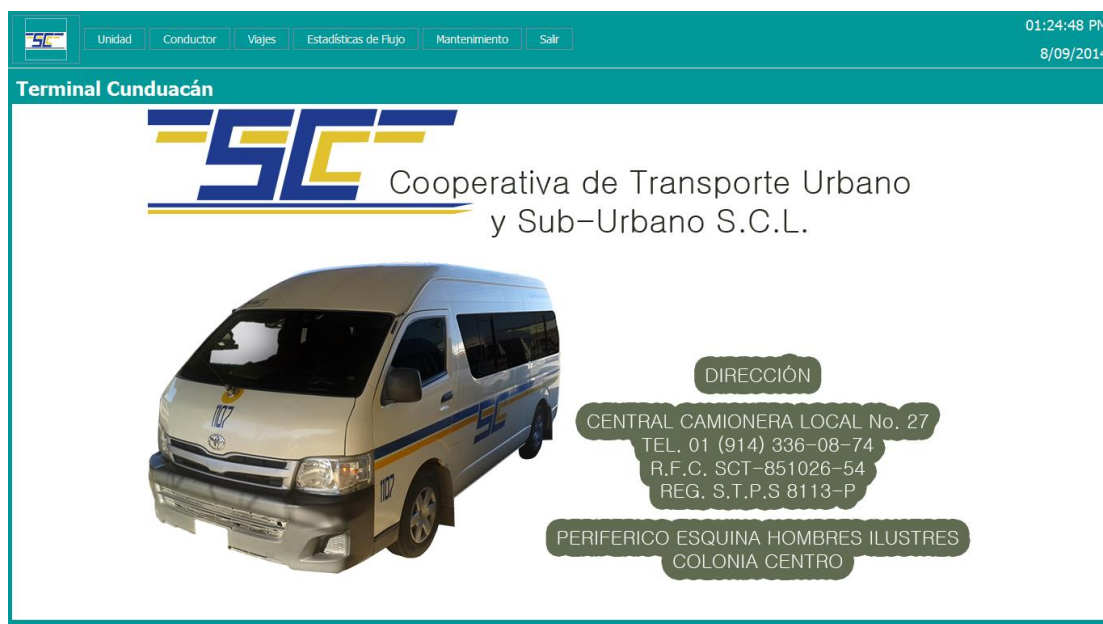 SC
Unidad
Conductor
Viajes
Estadísticas de Flujo
Mantenimiento
Salir
01:24:48 PM
8/09/2014
Terminal Cunduacán
SC
Cooperativa de Transporte Urbano
y Sub-Urbano S.C.L.
1107
SC
1107
DIRECCIÓN
CENTRAL CAMIONERA LOCAL No. 27
TEL. 01 (914) 336-08-74
R.F.C. SCT-851026-54
REG. S.T.P.S 8113-P
PERIFERICO ESQUINA HOMBRES ILUSTRES
COLONIA CENTRO